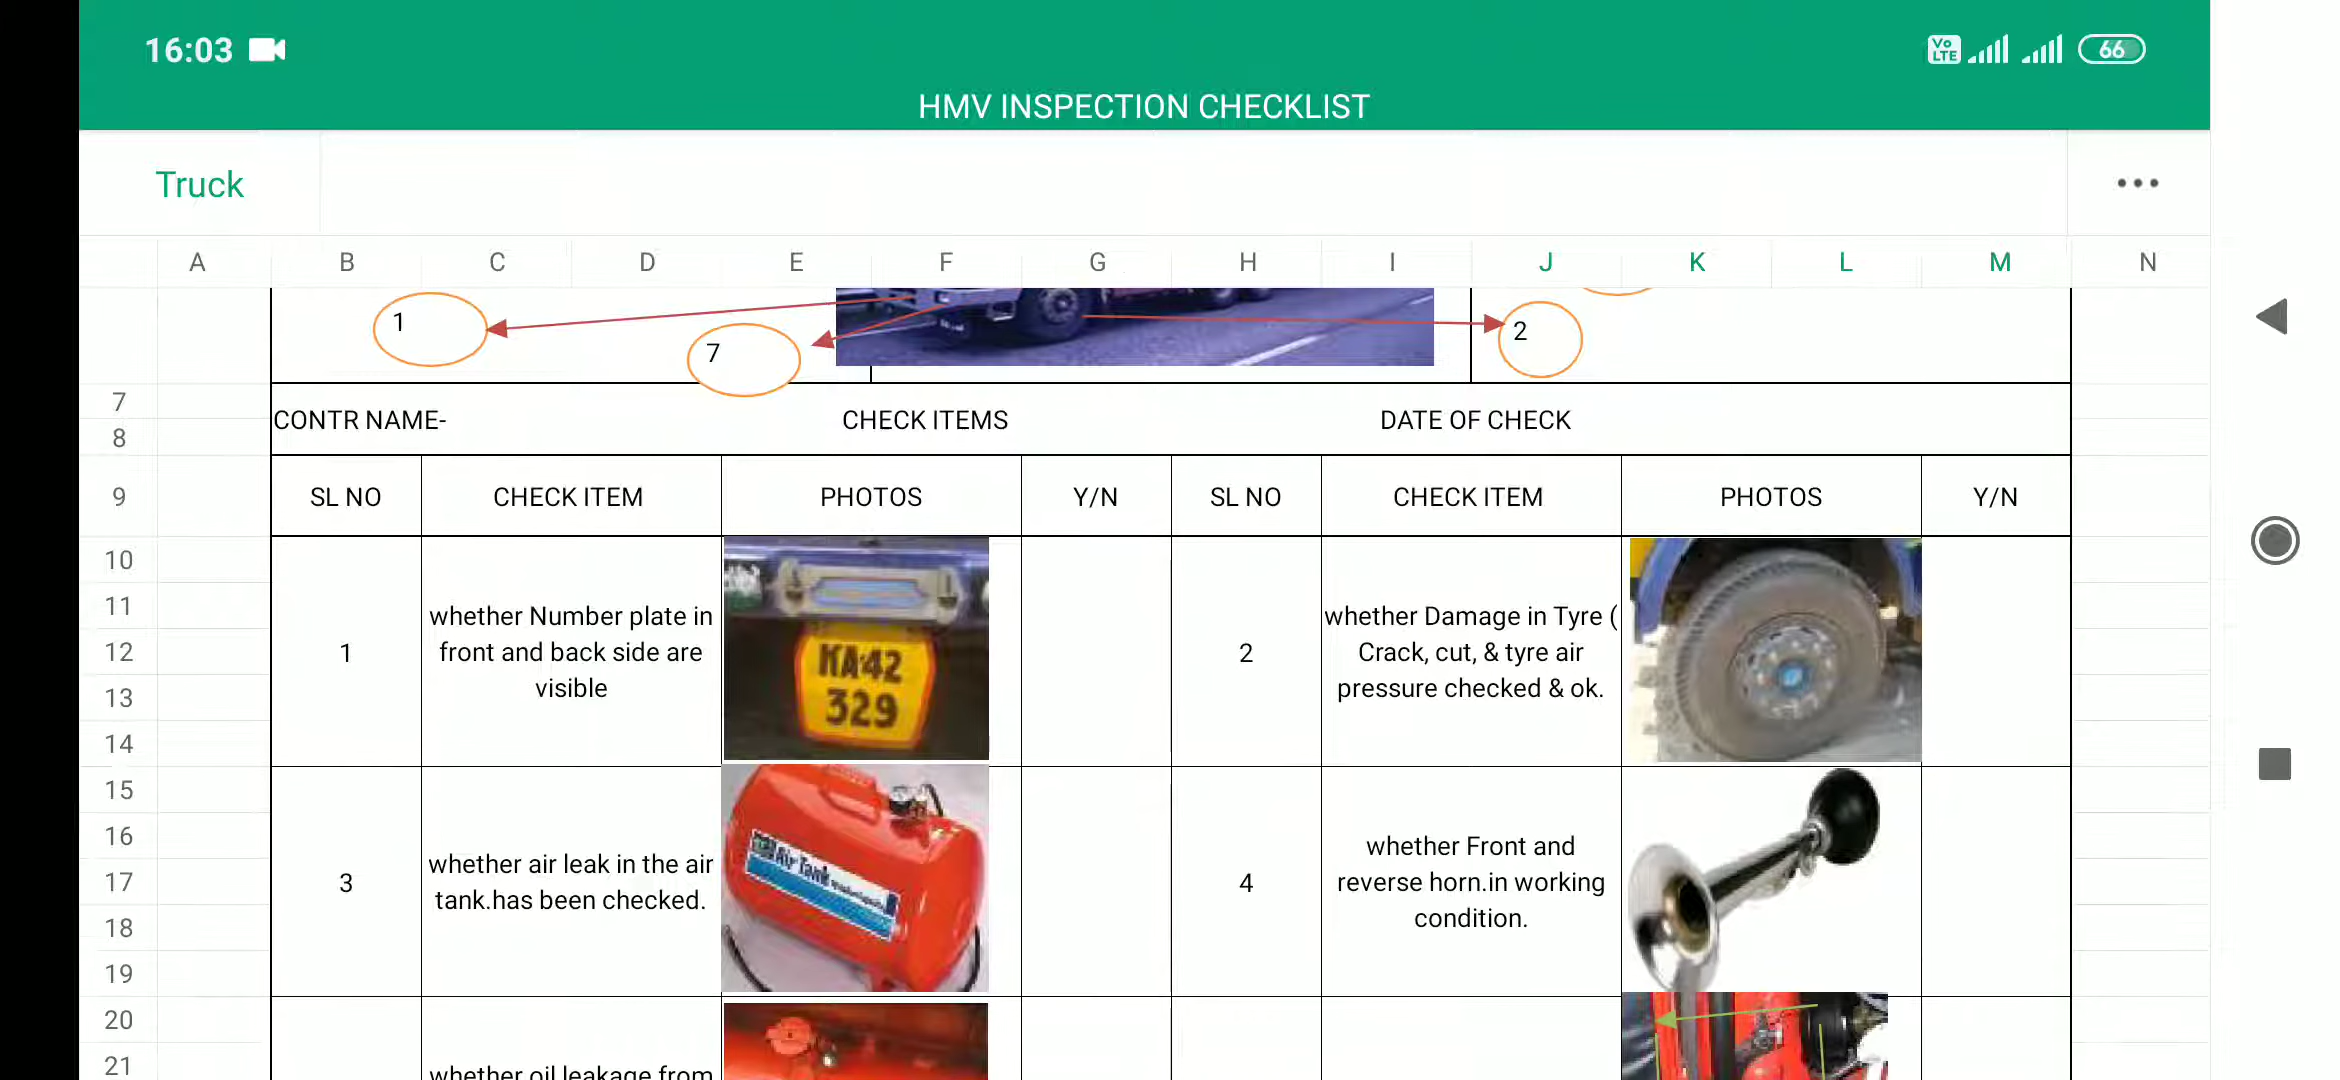 16:03
Vo LTE
66
HMV INSPECTION CHECKLIST
Truck
A B C D E F G H I J K L M N
1
7
2
7
8
CONTR NAME- CHECK ITEMS DATE OF CHECK
9
SL NO CHECK ITEM PHOTOS Y/N SL NO CHECK ITEM PHOTOS Y/N
10
11
12
13
14
1
whether Number plate in
front and back side are
visible
KA42
329
2
whether Damage in Tyre (
Crack, cut, & tyre air
pressure checked & ok.
15
16
17
18
19
3
whether air leak in the air
tank.has been checked.
Air Tank
4
whether Front and
reverse horn.in working
condition.
20
21
whether oil leakage from